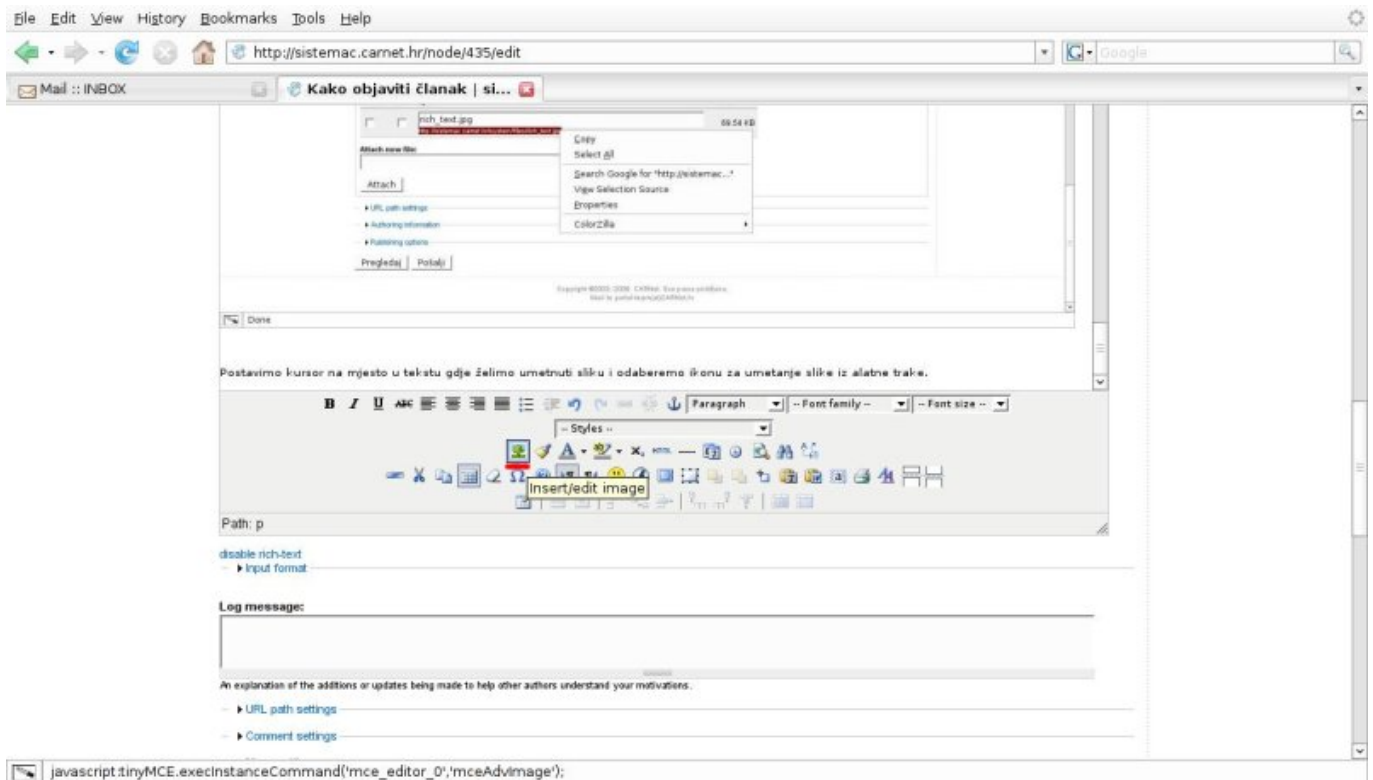 File Edit View History Bookmarks Tools Help
http://sistemac.carnet.hr/node/435/edit
Google
Mail :: INBOX
Kako objaviti članak | si...
rich_text.jpg
69.54 KB
Attach new file:
Attach
Copy
Select All
Search Google for "http://sistemac..."
View Selection Source
Properties
ColorZilla
URL path settings
Authoring information
Publishing options
Pregledaj
Pošalji
Done
Postavimo kursor na mjesto u tekstu gdje želimo umetnuti sliku i odaberemo ikonu za umetanje slike iz alatne trake.
B I U ABC Paragraph -- Font family -- -- Font size --
-- Styles --
HTML
Insert/edit image
Path: p
disable rich-text
Input format
Log message:
An explanation of the additions or updates being made to help other authors understand your motivations.
URL path settings
Comment settings
javascript:tinyMCE.execInstanceCommand('mce_editor_0','mceAdvImage');